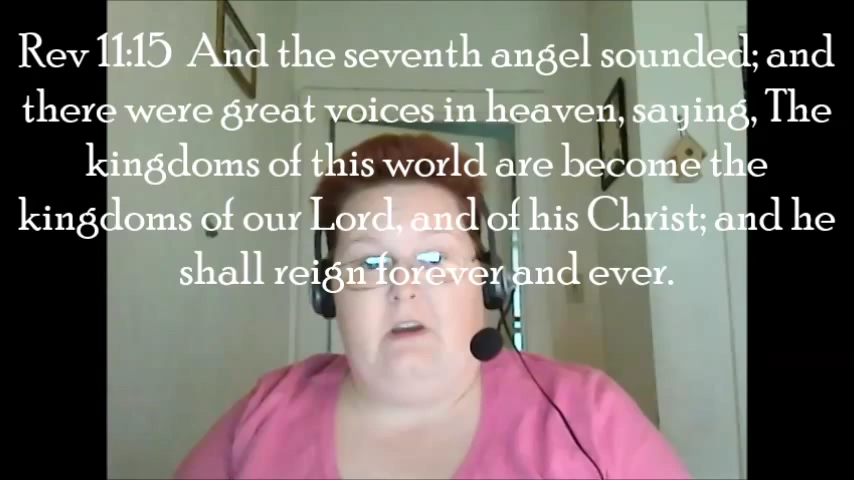 Rev 11:15 And the seventh angel sounded; and
there were great voices in heaven, saying, The
kingdoms of this world are become the
kingdoms of our Lord, and of his Christ; and he
shall reign forever and ever.